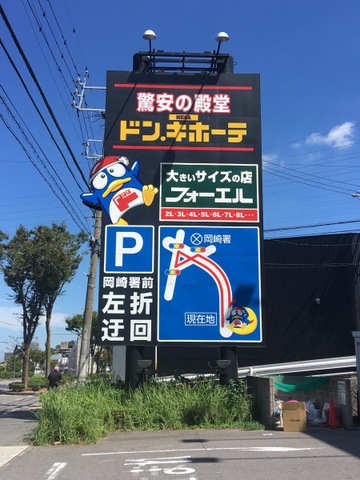 驚安の殿堂
MEGA
ドン.キホーテ
大きいサイズの店
フォーエル
2L·3L·4L·5L·6L·7L·8L···
P
岡崎署前
左折
迂回
岡崎署
現在地